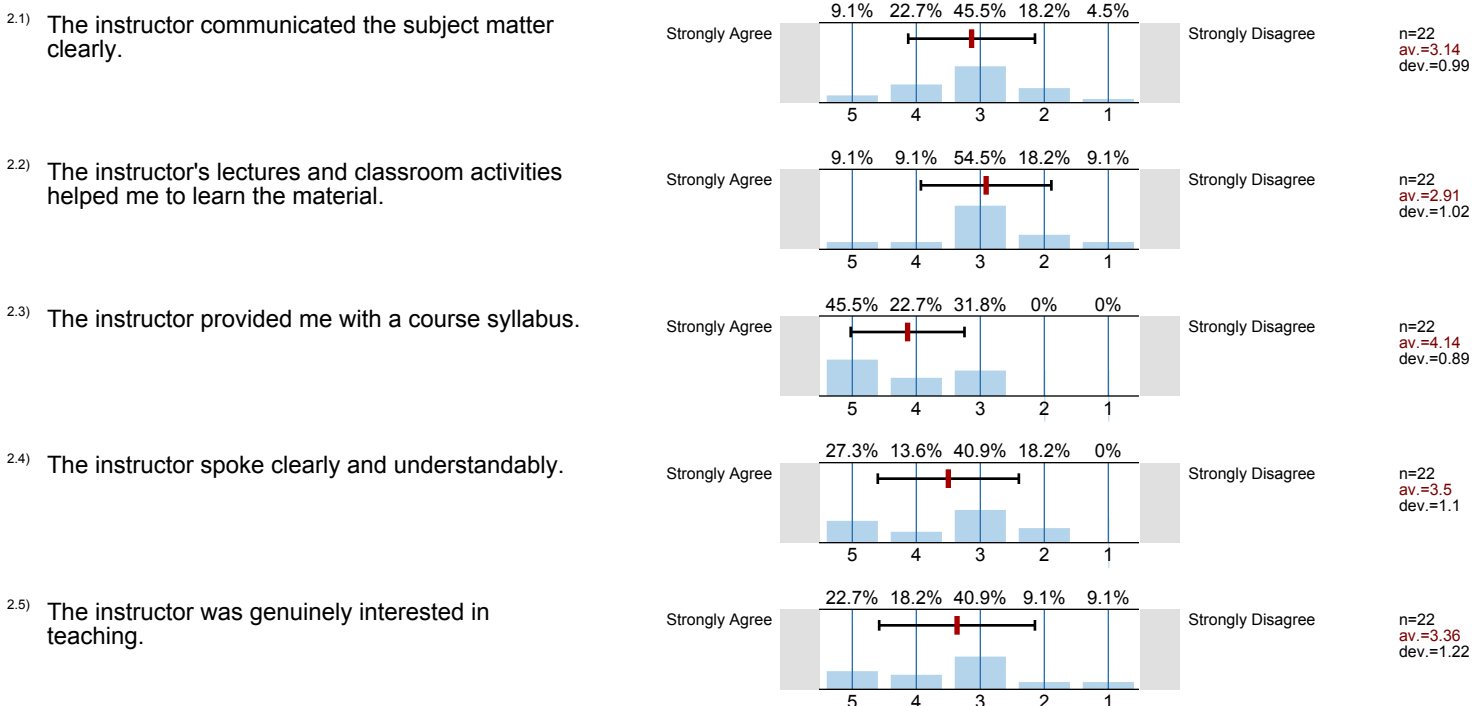 9.1% 22.7% 45.5% 18.2% 4.5%
2.1) The instructor communicated the subject matter
clearly.
Strongly Agree
Strongly Disagree
n=22
av.=3.14
dev.=0.99
5 4 3 2 1
9.1% 9.1% 54.5% 18.2% 9.1%
2.2) The instructor's lectures and classroom activities
helped me to learn the material.
Strongly Agree
Strongly Disagree
n=22
av.=2.91
dev.=1.02
5 4 3 2 1
45.5% 22.7% 31.8% 0% 0%
2.3) The instructor provided me with a course syllabus.
Strongly Agree
Strongly Disagree
n=22
av.=4.14
dev.=0.89
5 4 3 2 1
27.3% 13.6% 40.9% 18.2% 0%
2.4) The instructor spoke clearly and understandably.
Strongly Agree
Strongly Disagree
n=22
av.=3.5
dev.=1.1
5 4 3 2 1
22.7% 18.2% 40.9% 9.1% 9.1%
2.5) The instructor was genuinely interested in
teaching.
Strongly Agree
Strongly Disagree
n=22
av.=3.36
dev.=1.22
5 4 3 2 1